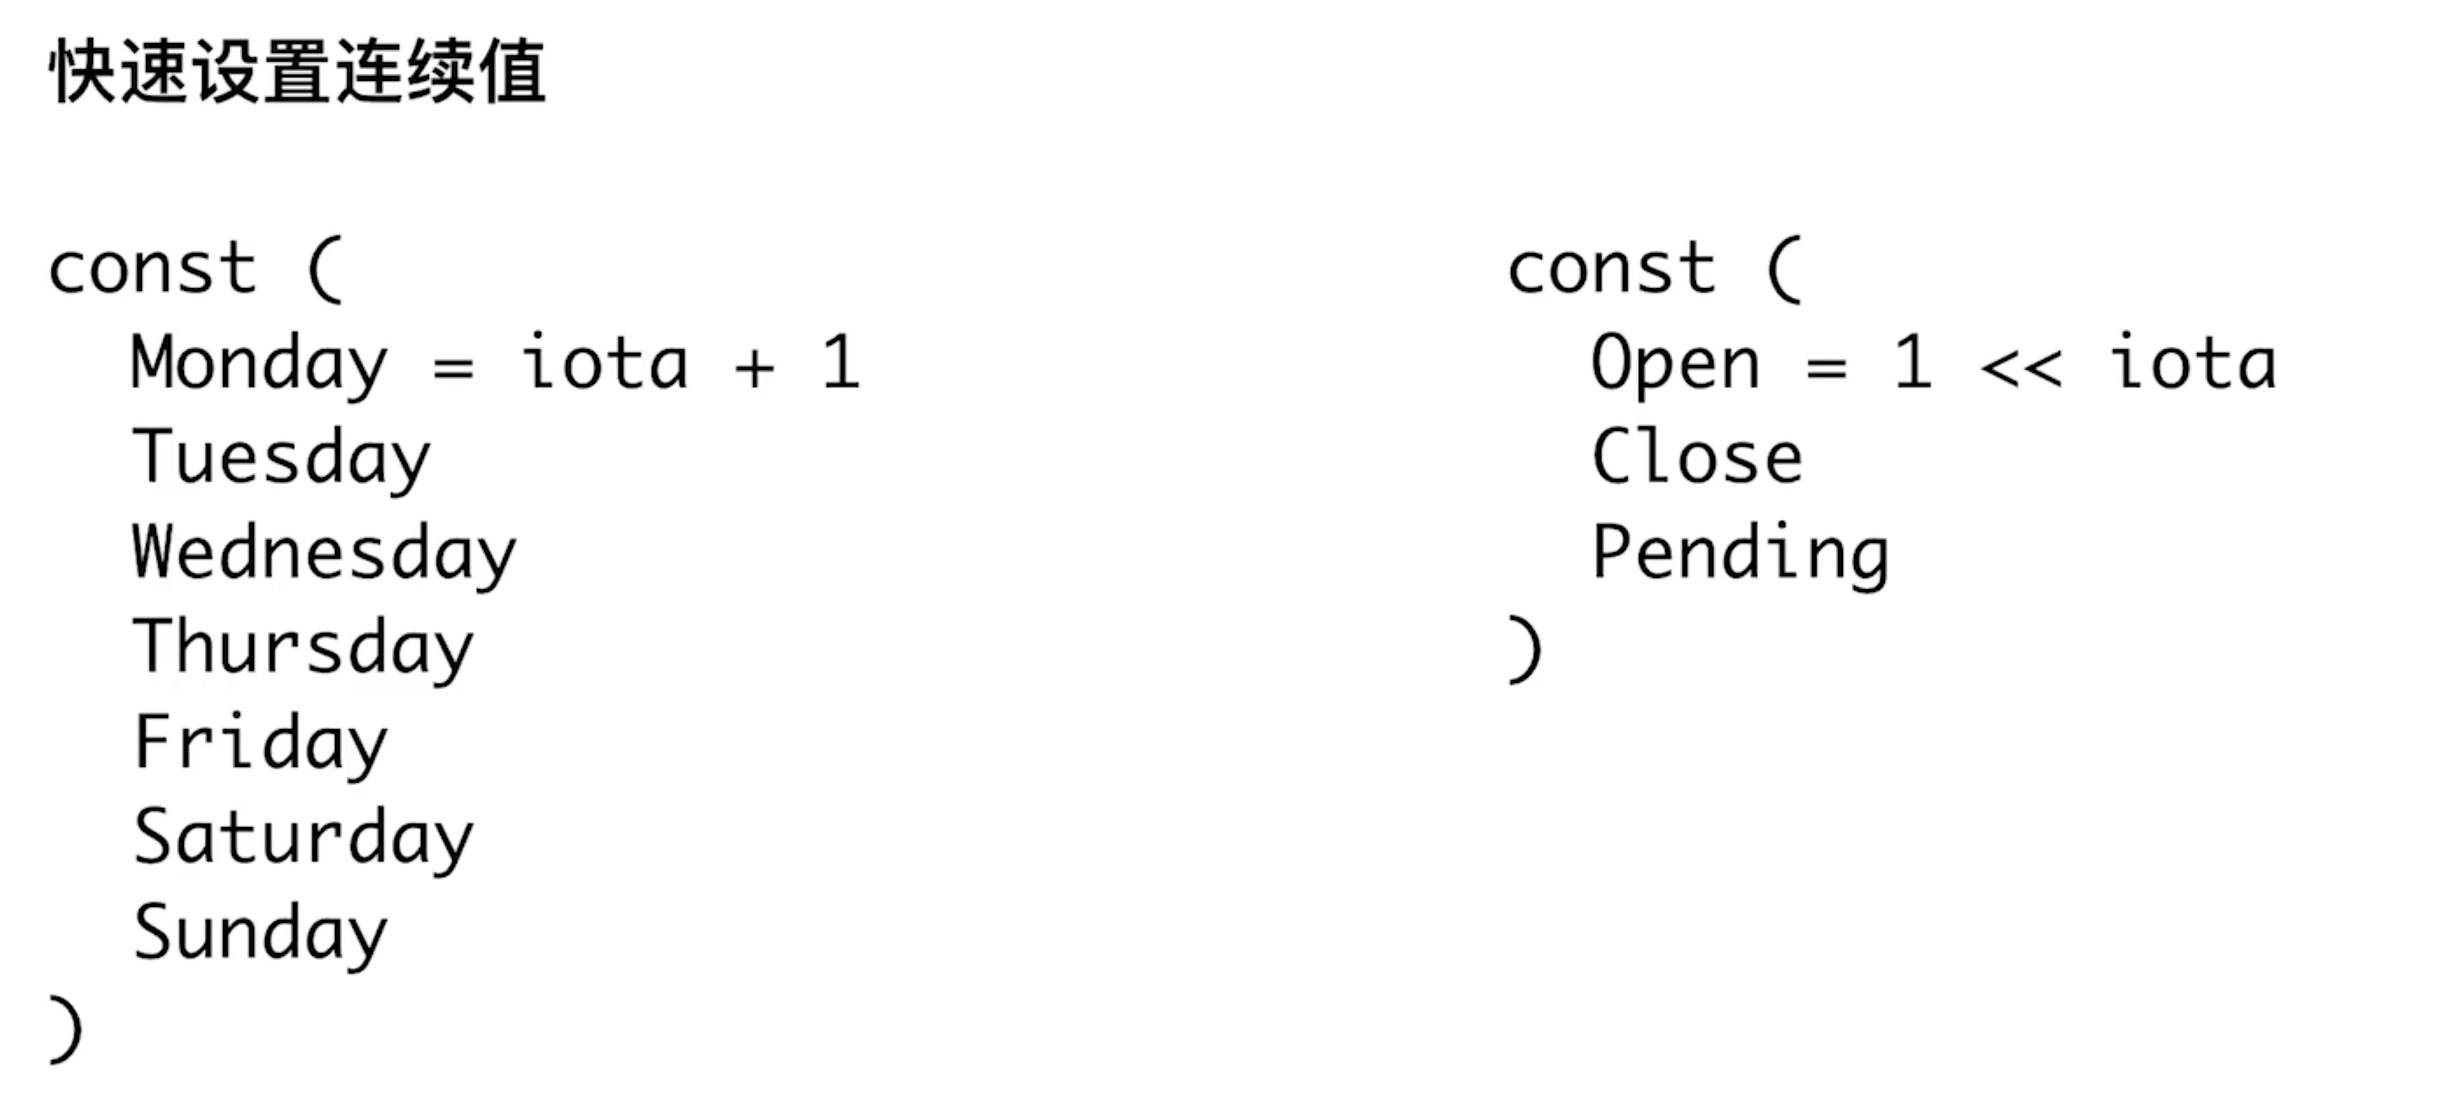 快速设置连续值
const (
Monday = iota + 1
Tuesday
Wednesday
Thursday
Friday
Saturday
Sunday
)
const (
Open = 1 << iota
Close
Pending
)